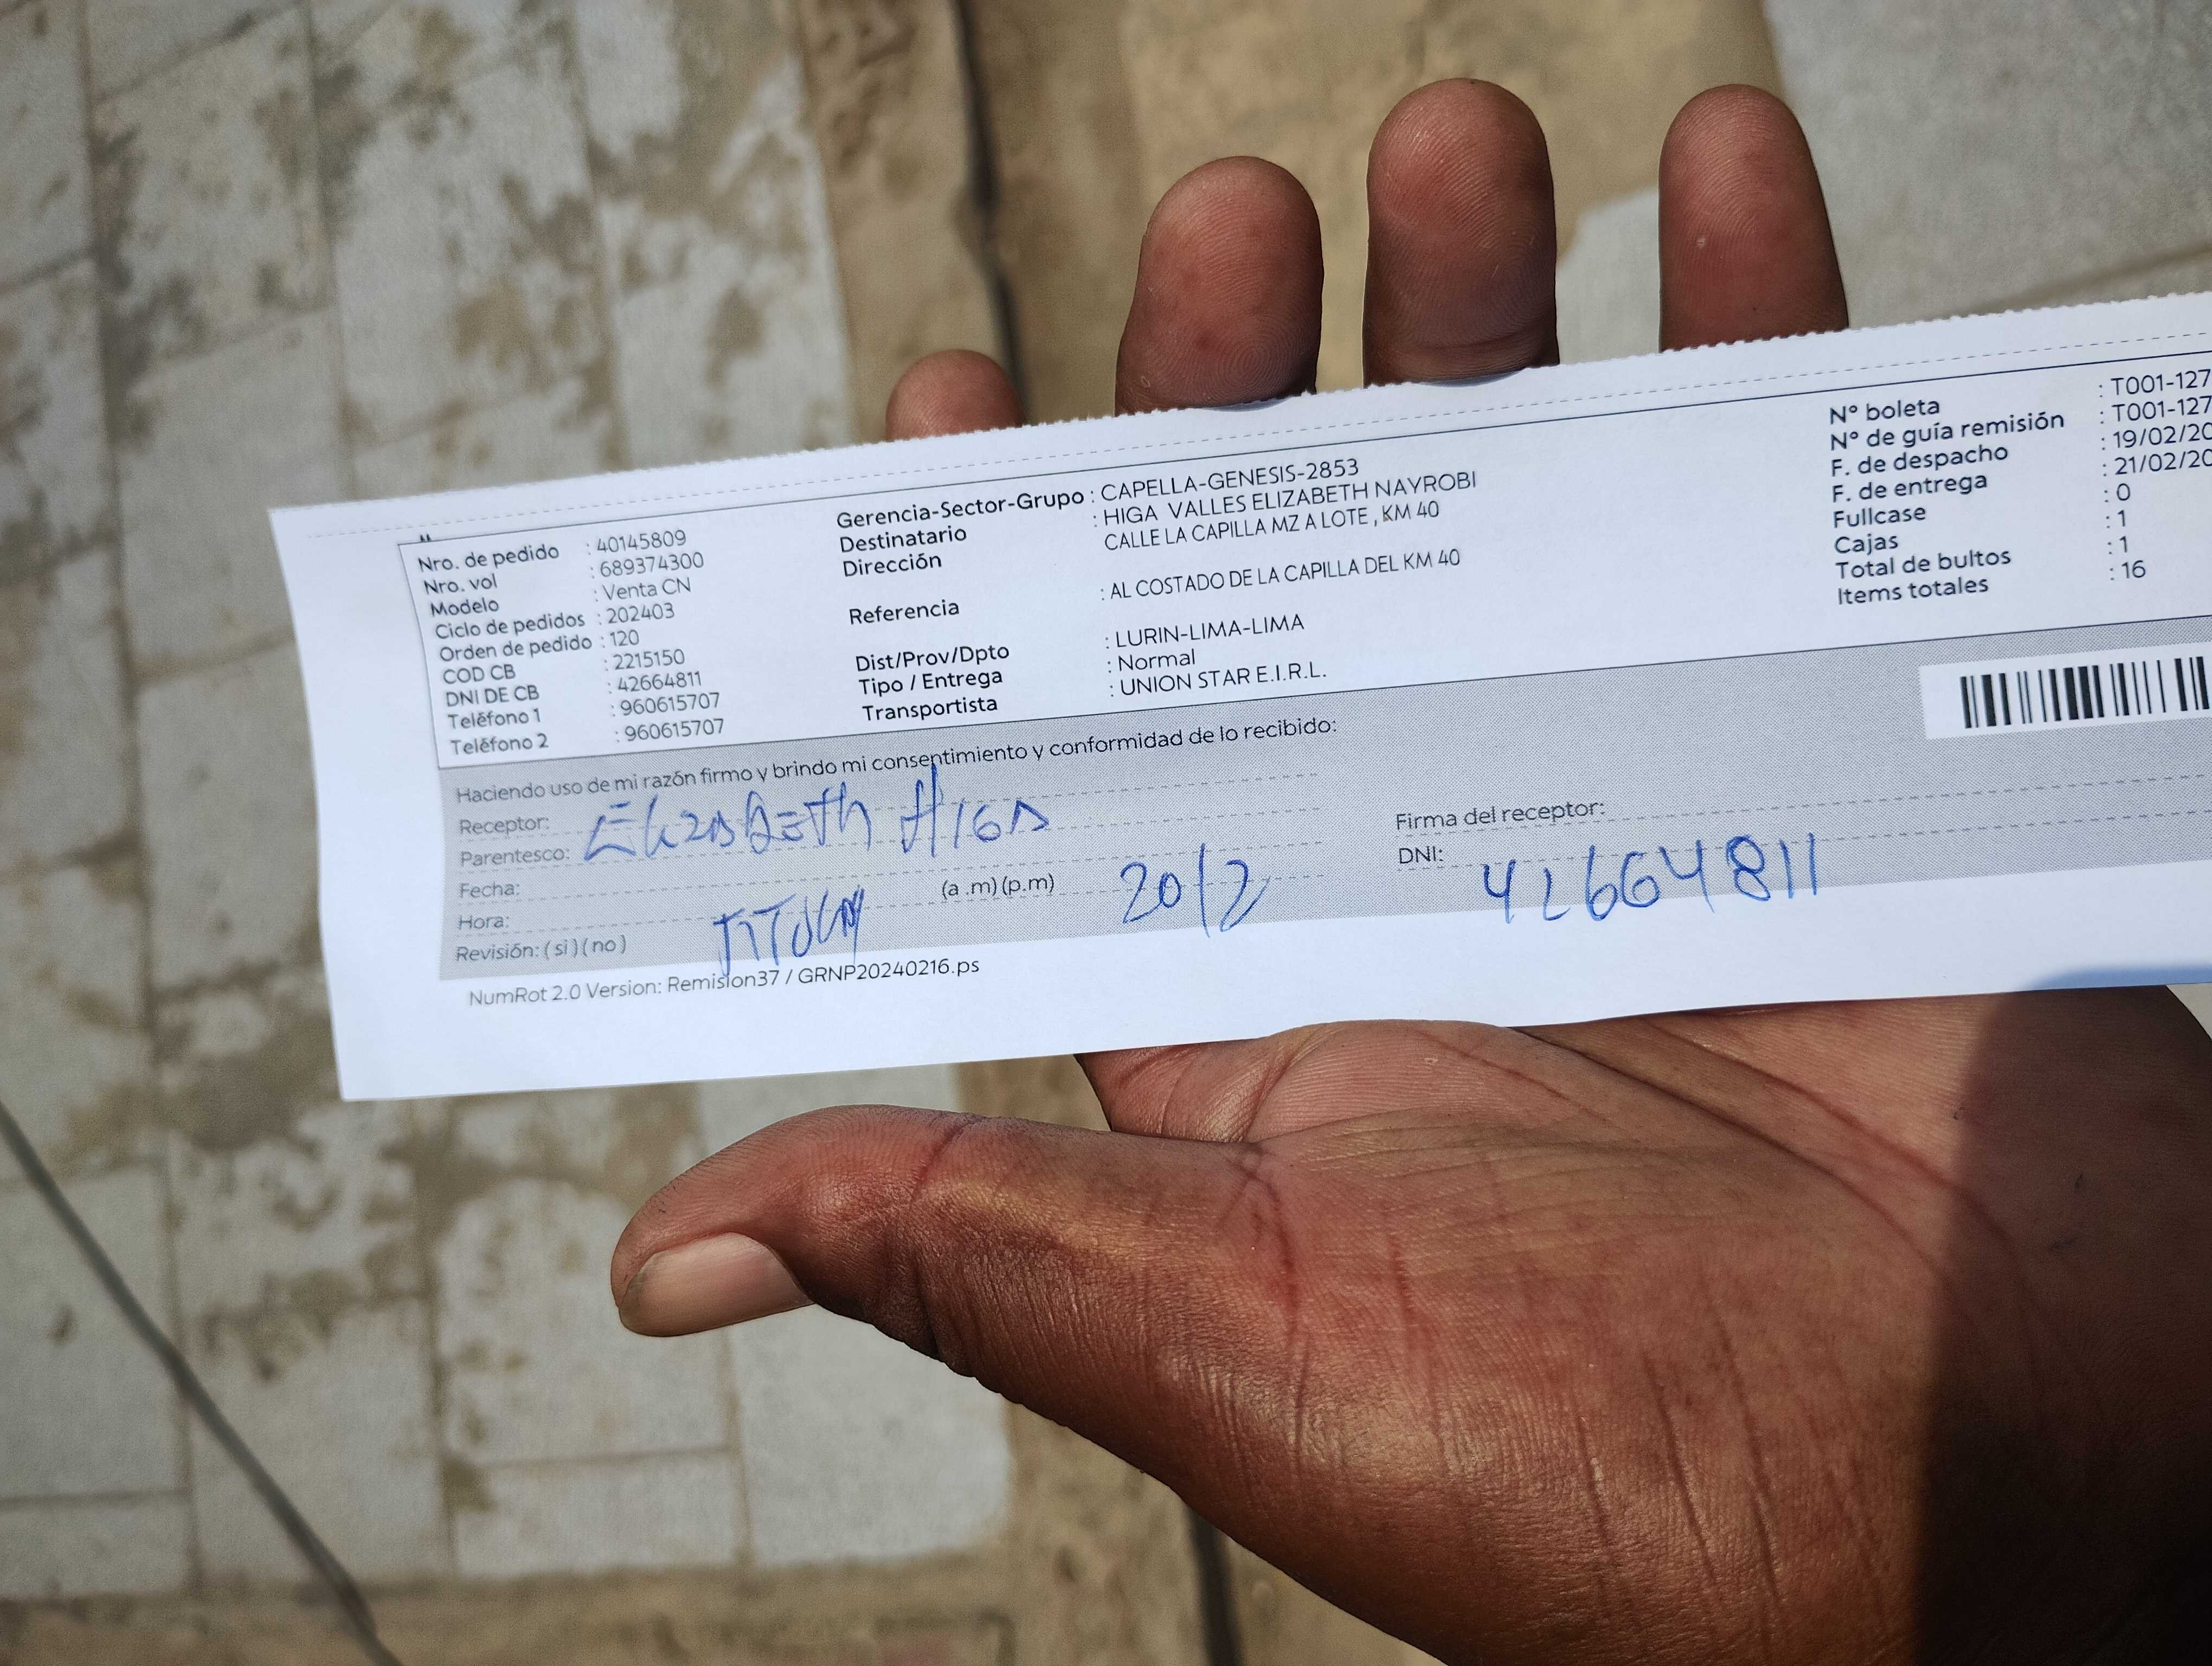 Nro. de pedido : 40145809
Nro. vol : 689374300
Modelo : Venta CN
Ciclo de pedidos : 202403
Orden de pedido : 120
COD CB : 2215150
DNI DE CB : 42664811
Teléfono 1 : 960615707
Teléfono 2 : 960615707
Gerencia-Sector-Grupo : CAPELLA-GENESIS-2853
Destinatario : HIGA VALLES ELIZABETH NAYROBI
Dirección CALLE LA CAPILLA MZ A LOTE , KM 40
Referencia : AL COSTADO DE LA CAPILLA DEL KM 40
Dist/Prov/Dpto : LURIN-LIMA-LIMA
Tipo / Entrega : Normal
Transportista : UNION STAR E.I.R.L.
N° boleta : T001-127
N° de guía remisión : T001-127
F. de despacho : 19/02/20
F. de entrega : 21/02/20
Fullcase : 0
Cajas : 1
Total de bultos : 1
Items totales : 16
Haciendo uso de mi razón firmo y brindo mi consentimiento y conformidad de lo recibido:
Receptor: Elizabeth Higa
Parentesco:
Fecha:
Hora: TITULAR (a .m) (p.m) 20/2
Revisión: ( si ) ( no )
Firma del receptor:
DNI: 42664811
NumRot 2.0 Version: Remision37 / GRNP20240216.ps